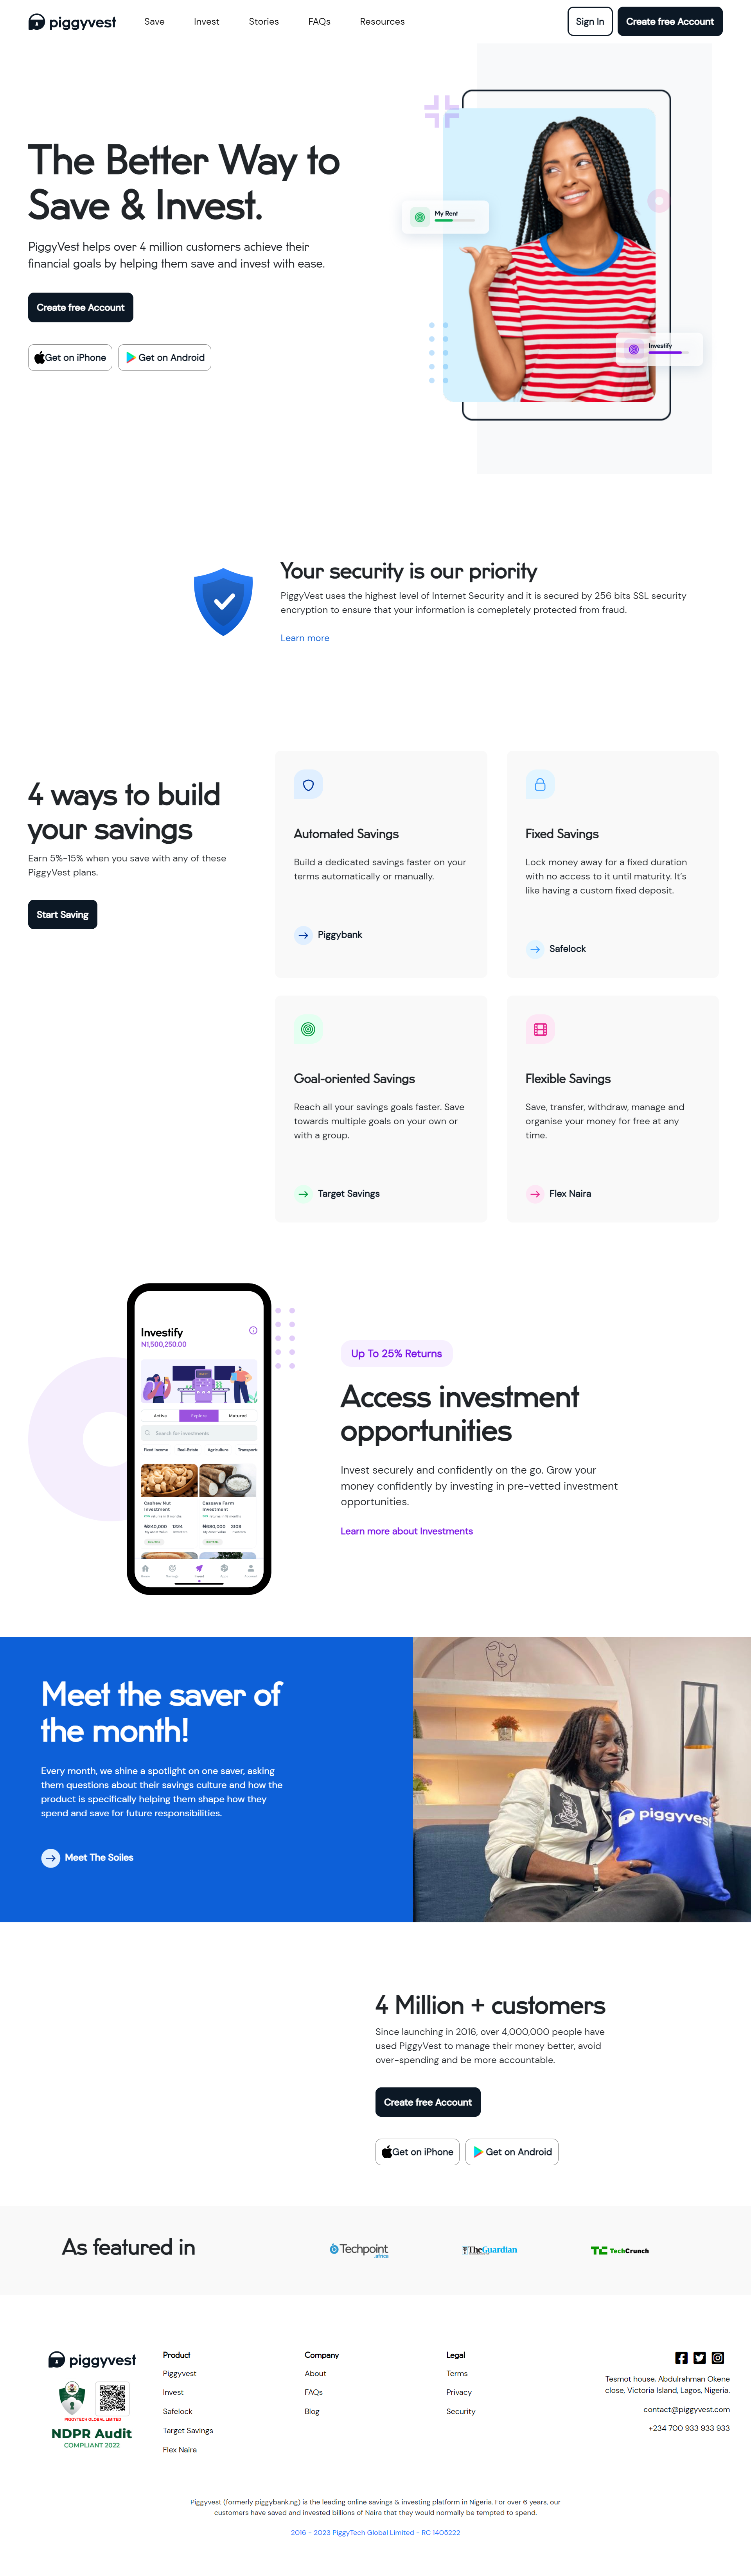 piggyvest
Save
Invest
Stories
FAQs
Resources
Sign In
Create free Account
The Better Way to
Save & Invest.
PiggyVest helps over 4 million customers achieve their
financial goals by helping them save and invest with ease.
Create free Account
Get on iPhone
Get on Android
My Rent
Investify
Your security is our priority
PiggyVest uses the highest level of Internet Security and it is secured by 256 bits SSL security
encryption to ensure that your information is comepletely protected from fraud.
Learn more
4 ways to build
your savings
Earn 5%-15% when you save with any of these
PiggyVest plans.
Start Saving
Automated Savings
Build a dedicated savings faster on your
terms automatically or manually.
Piggybank
Fixed Savings
Lock money away for a fixed duration
with no access to it until maturity. It's
like having a custom fixed deposit.
Safelock
Goal-oriented Savings
Reach all your savings goals faster. Save
towards multiple goals on your own or
with a group.
Target Savings
Flexible Savings
Save, transfer, withdraw, manage and
organise your money for free at any
time.
Flex Naira
Investify
₦1,500,250.00
Active
Explore
Matured
Search for investments
Fixed Income
Real Estate
Agriculture
Transport
Cashew Nut
Investment
Cassava Farm
Investment
₦240,000
1224
₦680,000
3109
Up To 25% Returns
Access investment
opportunities
Invest securely and confidently on the go. Grow your
money confidently by investing in pre-vetted investment
opportunities.
Learn more about Investments
Meet the saver of
the month!
Every month, we shine a spotlight on one saver, asking
them questions about their savings culture and how the
product is specifically helping them shape how they
spend and save for future responsibilities.
Meet The Soiles
piggyvest
4 Million + customers
Since launching in 2016, over 4,000,000 people have
used PiggyVest to manage their money better, avoid
over-spending and be more accountable.
Create free Account
Get on iPhone
Get on Android
As featured in
Techpoint
.africa
TheGuardian
TechCrunch
piggyvest
PIGGYTECH GLOBAL LIMITED
NDPR Audit
COMPLIANT 2022
Product
Piggyvest
Invest
Safelock
Target Savings
Flex Naira
Company
About
FAQs
Blog
Legal
Terms
Privacy
Security
Tesmot house, Abdulrahman Okene
close, Victoria Island, Lagos, Nigeria.
contact@piggyvest.com
+234 700 933 933 933
Piggyvest (formerly piggybank.ng) is the leading online savings & investing platform in Nigeria. For over 6 years, our
customers have saved and invested billions of Naira that they would normally be tempted to spend.
2016 - 2023 PiggyTech Global Limited - RC 1405222